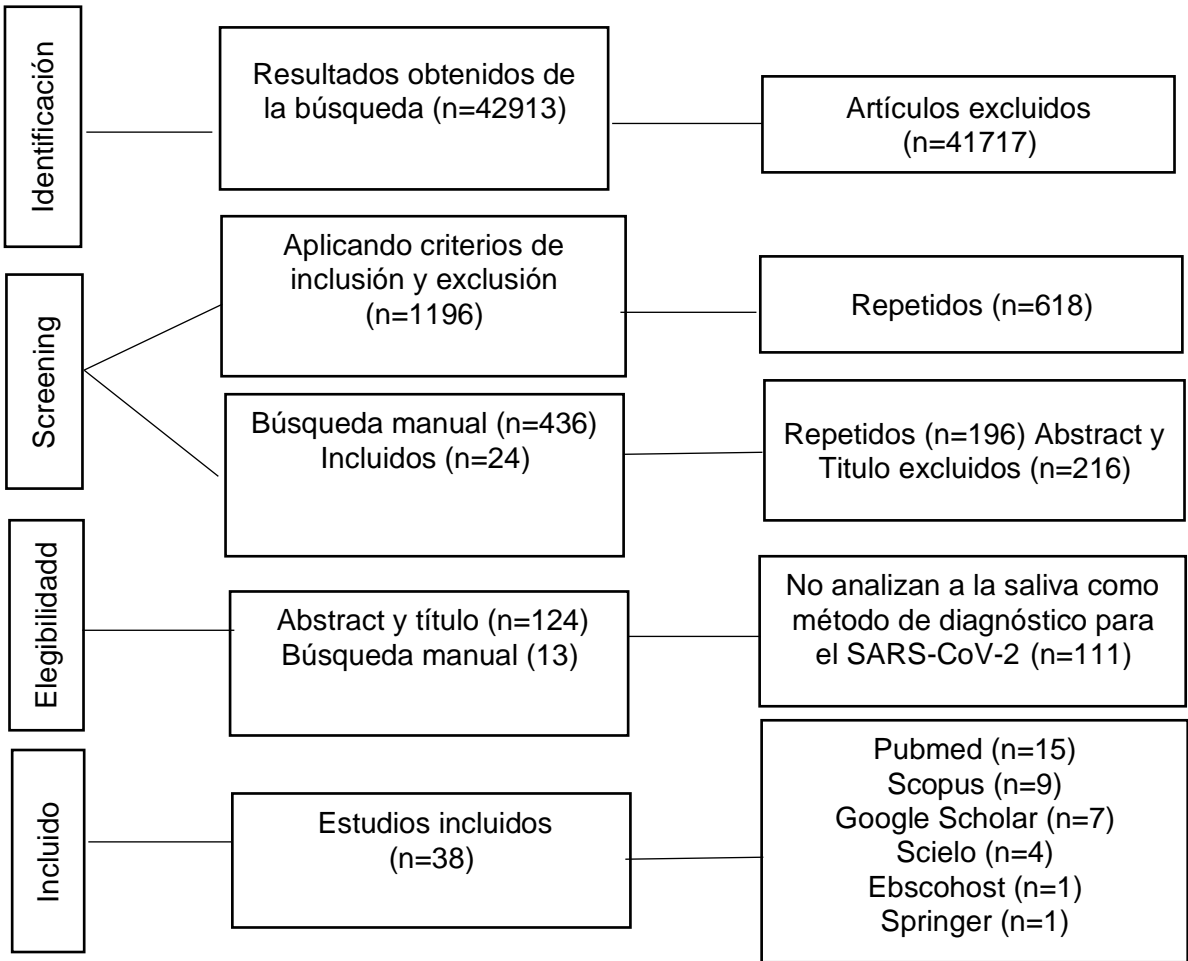 Identificación
Resultados obtenidos de
la búsqueda (n=42913)
Artículos excluidos
(n=41717)
Screening
Aplicando criterios de
inclusión y exclusión
(n=1196)
Repetidos (n=618)
Búsqueda manual (n=436)
Incluidos (n=24)
Repetidos (n=196) Abstract y
Titulo excluidos (n=216)
Elegibilidadd
Abstract y título (n=124)
Búsqueda manual (13)
No analizan a la saliva como
método de diagnóstico para
el SARS-CoV-2 (n=111)
Incluido
Estudios incluidos
(n=38)
Pubmed (n=15)
Scopus (n=9)
Google Scholar (n=7)
Scielo (n=4)
Ebscohost (n=1)
Springer (n=1)